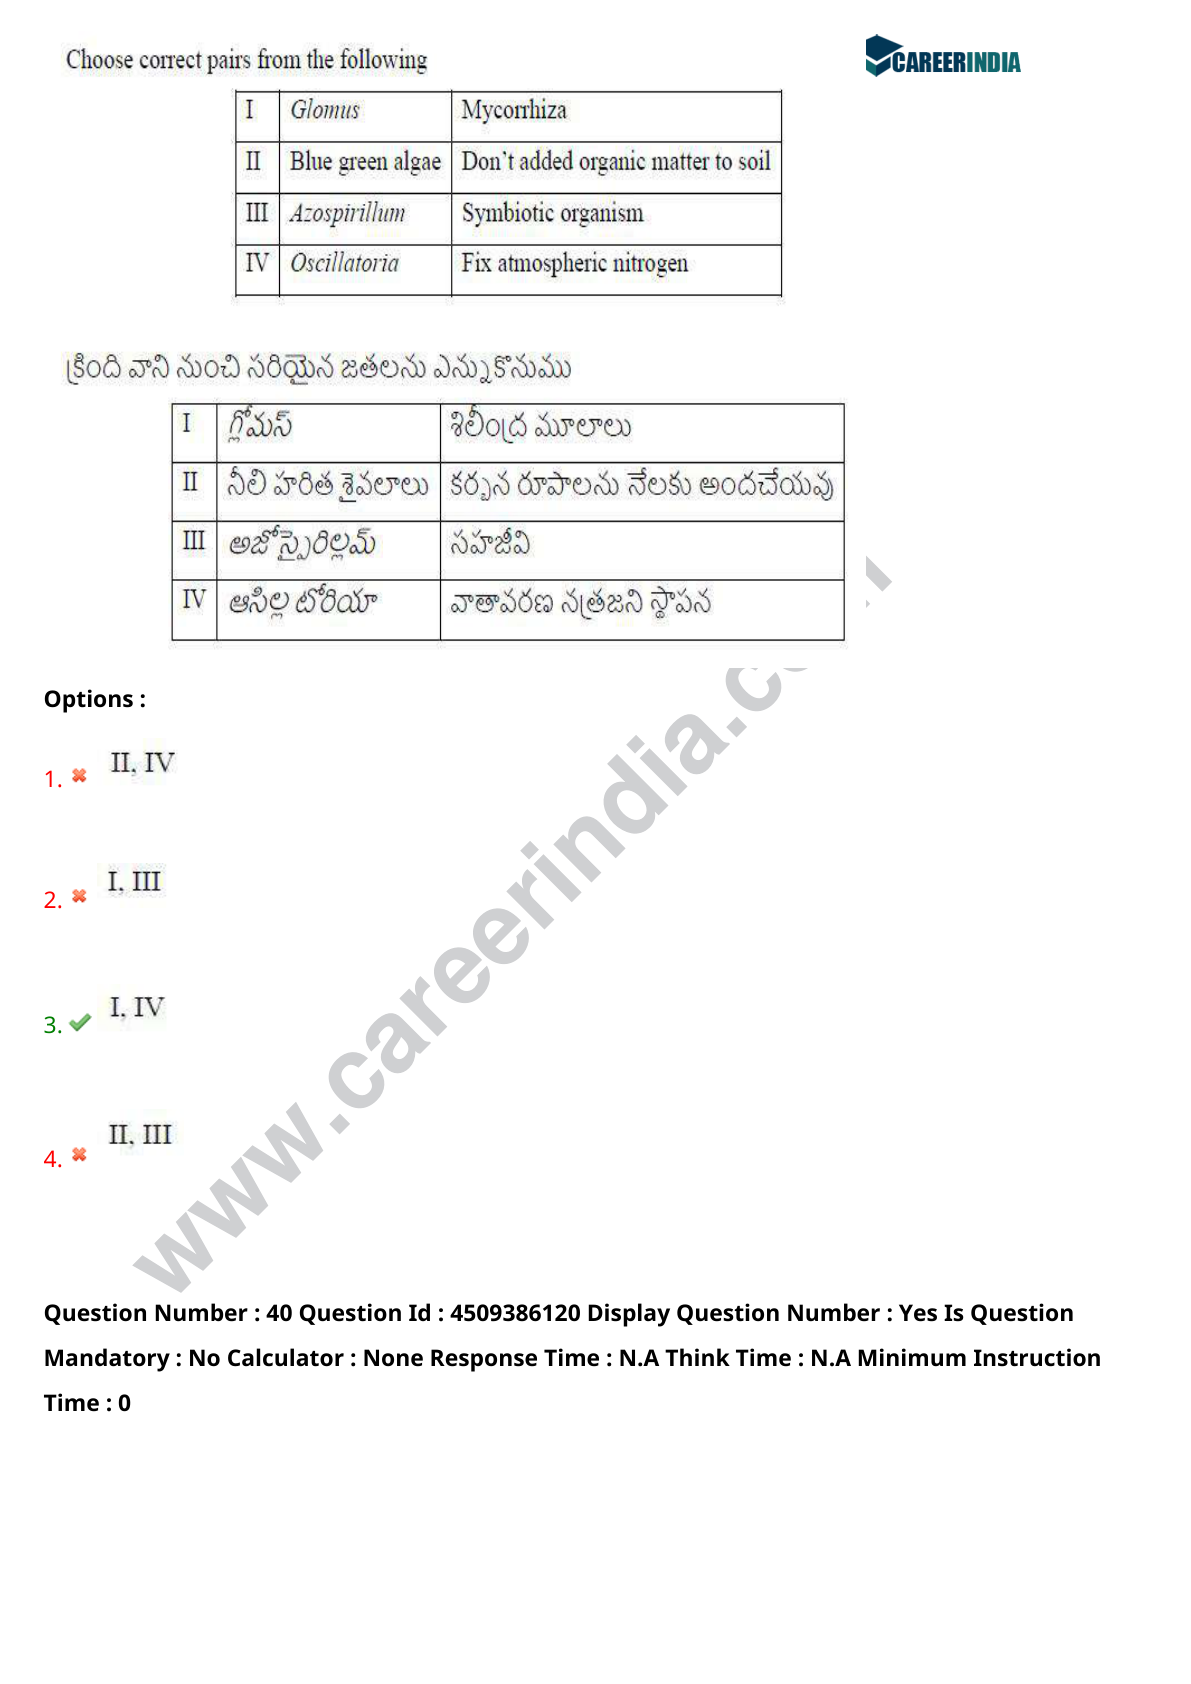 Choose correct pairs from the following
CAREERINDIA
I Glomus Mycorrhiza
II Blue green algae Don't added organic matter to soil
III Azospirillum Symbiotic organism
IV Oscillatoria Fix atmospheric nitrogen
క్రింది వాని నుంచి సరియైన జతలను ఎన్నుకొనుము
I గ్లోమస్ శిలీంద్ర మూలాలు
II నీలి హరిత శైవలాలు కర్బన రూపాలను నేలకు అందచేయవు
III అజోస్పైరిల్లమ్ సహజీవి
IV ఆసిల్ల టోరియా వాతావరణ నత్రజని స్థాపన
Options :
1. II, IV
2. I, III
3. I, IV
4. II, III
www.careerindia.com
Question Number : 40 Question Id : 4509386120 Display Question Number : Yes Is Question
Mandatory : No Calculator : None Response Time : N.A Think Time : N.A Minimum Instruction
Time : 0